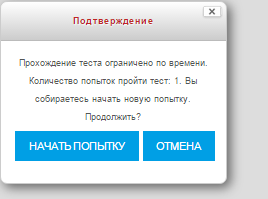 Подтверждение
Прохождение теста ограничено по времени.
Количество попыток пройти тест: 1. Вы
собираетесь начать новую попытку.
Продолжить?
НАЧАТЬ ПОПЫТКУ ОТМЕНА